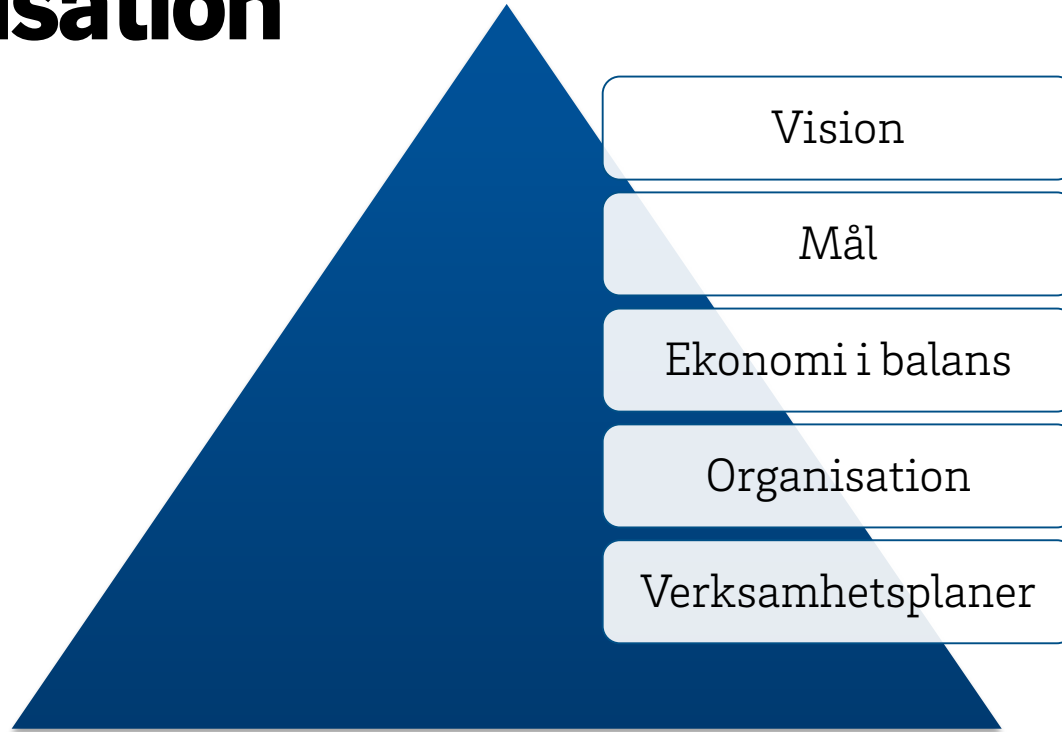 isation
Vision
Mål
Ekonomi i balans
Organisation
Verksamhetsplaner